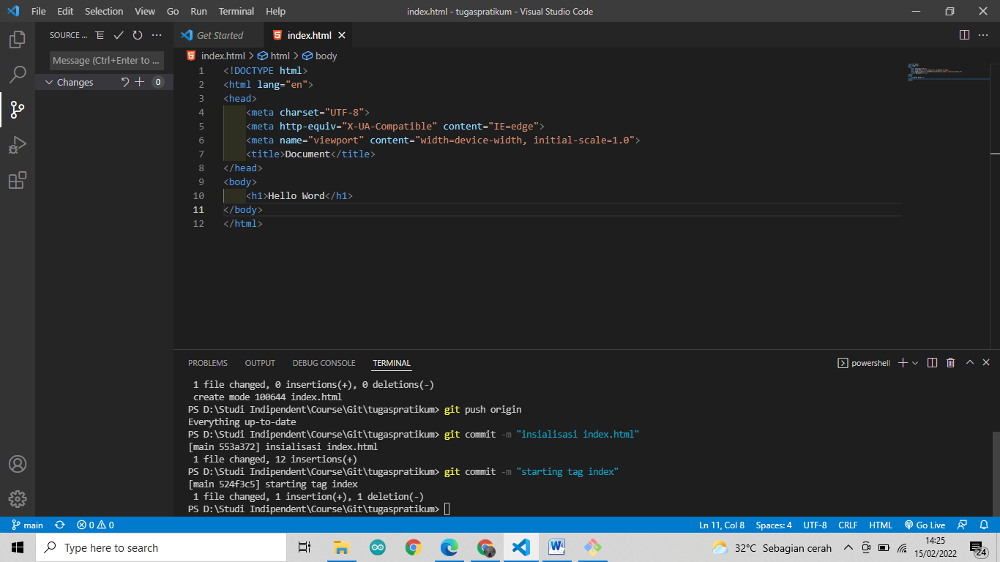 File Edit Selection View Go Run Terminal Help
index.html - tugaspratikum - Visual Studio Code
SOURCE ...
Get Started
index.html
Message (Ctrl+Enter to ...
Changes
0
index.html > html > body
1 <!DOCTYPE html>
2 <html lang="en">
3 <head>
4 <meta charset="UTF-8">
5 <meta http-equiv="X-UA-Compatible" content="IE=edge">
6 <meta name="viewport" content="width=device-width, initial-scale=1.0">
7 <title>Document</title>
8 </head>
9 <body>
10 <h1>Hello Word</h1>
11 </body>
12 </html>
PROBLEMS OUTPUT DEBUG CONSOLE TERMINAL
powershell
1 file changed, 0 insertions(+), 0 deletions(-)
create mode 100644 index.html
PS D:\Studi Indipendent\Course\Git\tugaspratikum> git push origin
Everything up-to-date
PS D:\Studi Indipendent\Course\Git\tugaspratikum> git commit -m "insialisasi index.html"
[main 553a372] insialisasi index.html
1 file changed, 12 insertions(+)
PS D:\Studi Indipendent\Course\Git\tugaspratikum> git commit -m "starting tag index"
[main 524f3c5] starting tag index
1 file changed, 1 insertion(+), 1 deletion(-)
PS D:\Studi Indipendent\Course\Git\tugaspratikum>
main
0 0
Ln 11, Col 8 Spaces: 4 UTF-8 CRLF HTML Go Live
Type here to search
32°C Sebagian cerah
14:25
15/02/2022
24